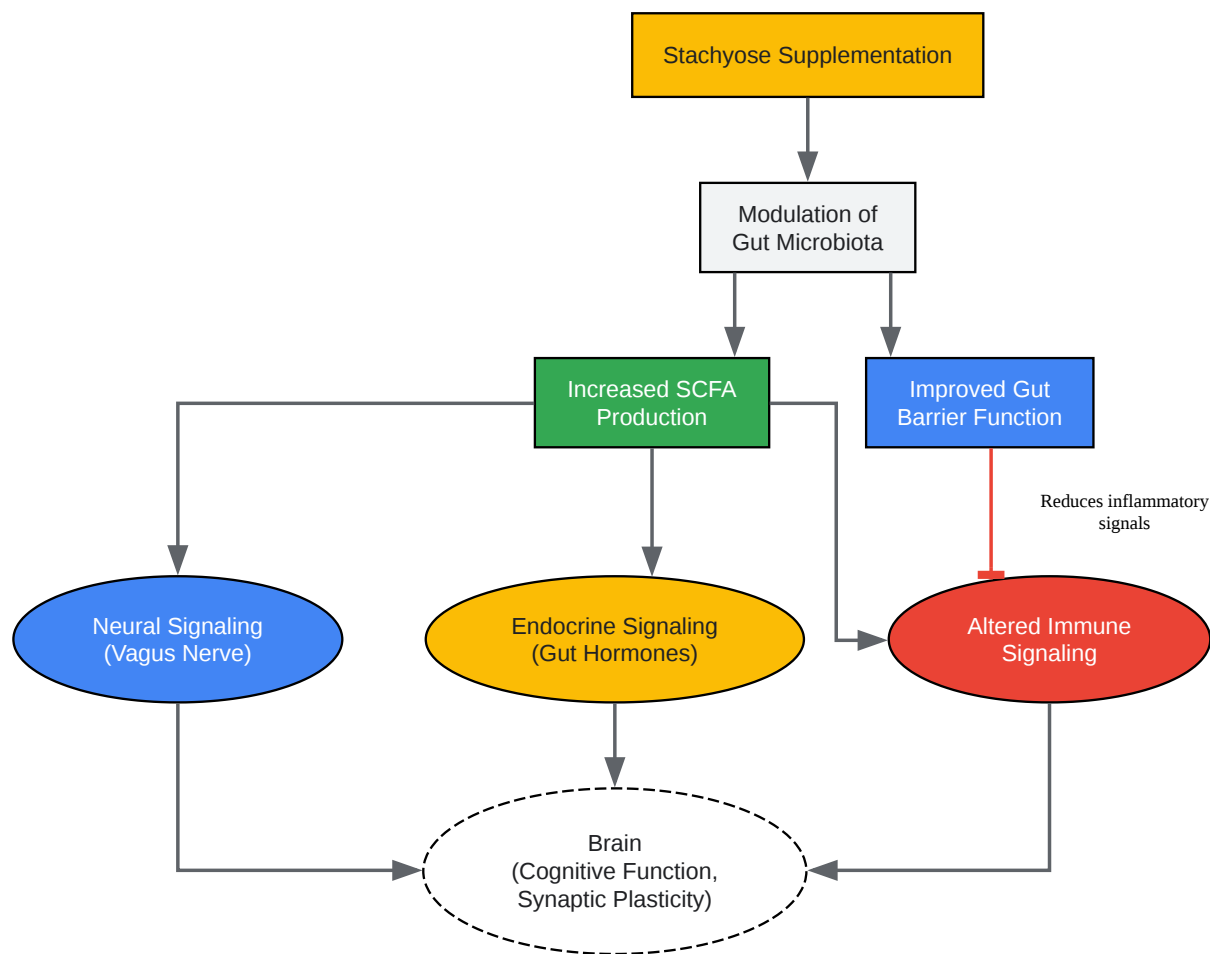 Stachyose Supplementation
Modulation of
Gut Microbiota
Increased SCFA
Production
Improved Gut
Barrier Function
Reduces inflammatory
signals
Neural Signaling
(Vagus Nerve)
Endocrine Signaling
(Gut Hormones)
Altered Immune
Signaling
Brain
(Cognitive Function,
Synaptic Plasticity)